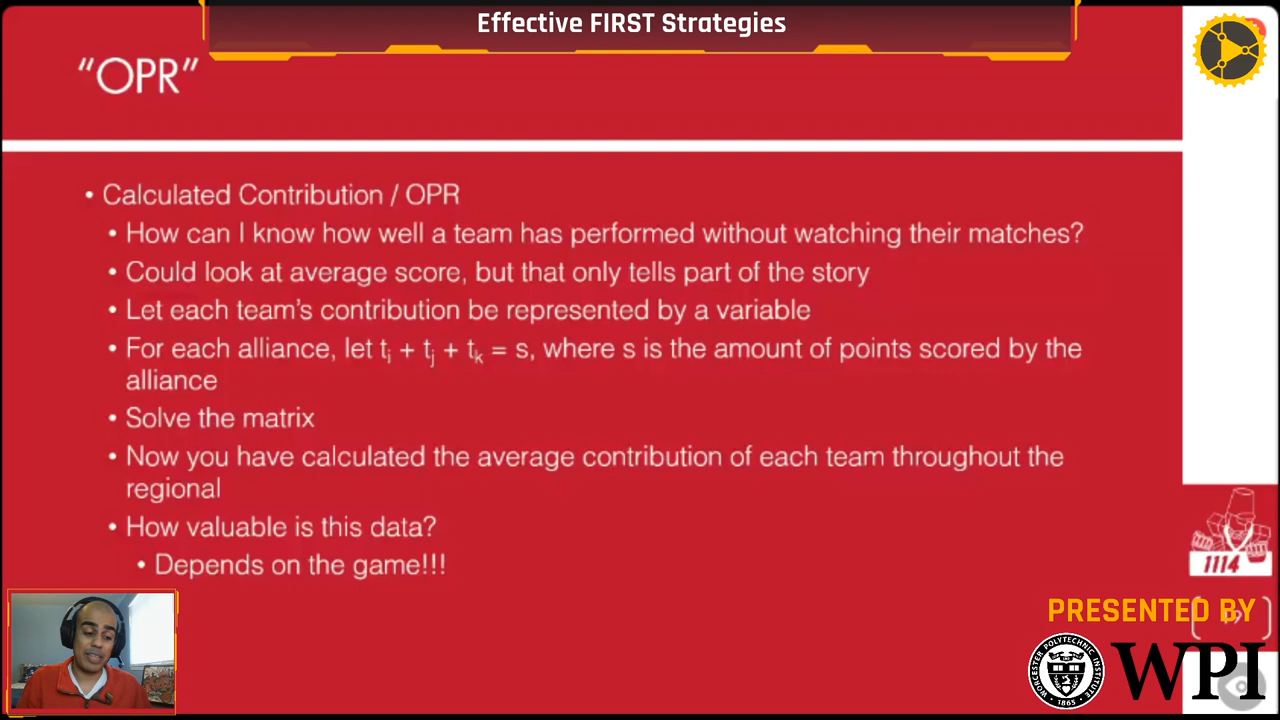 Effective FIRST Strategies
“OPR”
• Calculated Contribution / OPR
• How can I know how well a team has performed without watching their matches?
• Could look at average score, but that only tells part of the story
• Let each team’s contribution be represented by a variable
• For each alliance, let tᵢ + tⱼ + tₖ = s, where s is the amount of points scored by the
alliance
• Solve the matrix
• Now you have calculated the average contribution of each team throughout the
regional
• How valuable is this data?
• Depends on the game!!!
1114
PRESENTED BY
WORCESTER POLYTECHNIC INSTITUTE
1865
WPI